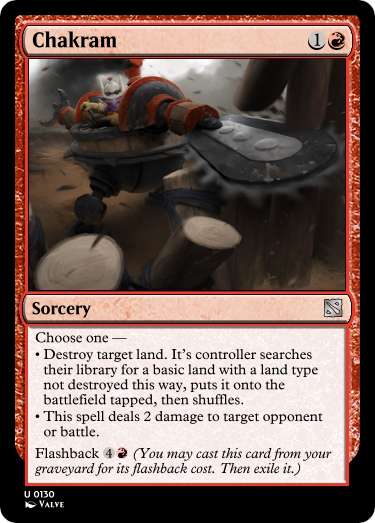 Chakram 1
Sorcery
Choose one —
• Destroy target land. It's controller searches
their library for a basic land with a land type
not destroyed this way, puts it onto the
battlefield tapped, then shuffles.
• This spell deals 2 damage to target opponent
or battle.
Flashback 4 (You may cast this card from your
graveyard for its flashback cost. Then exile it.)
U 0130
Valve